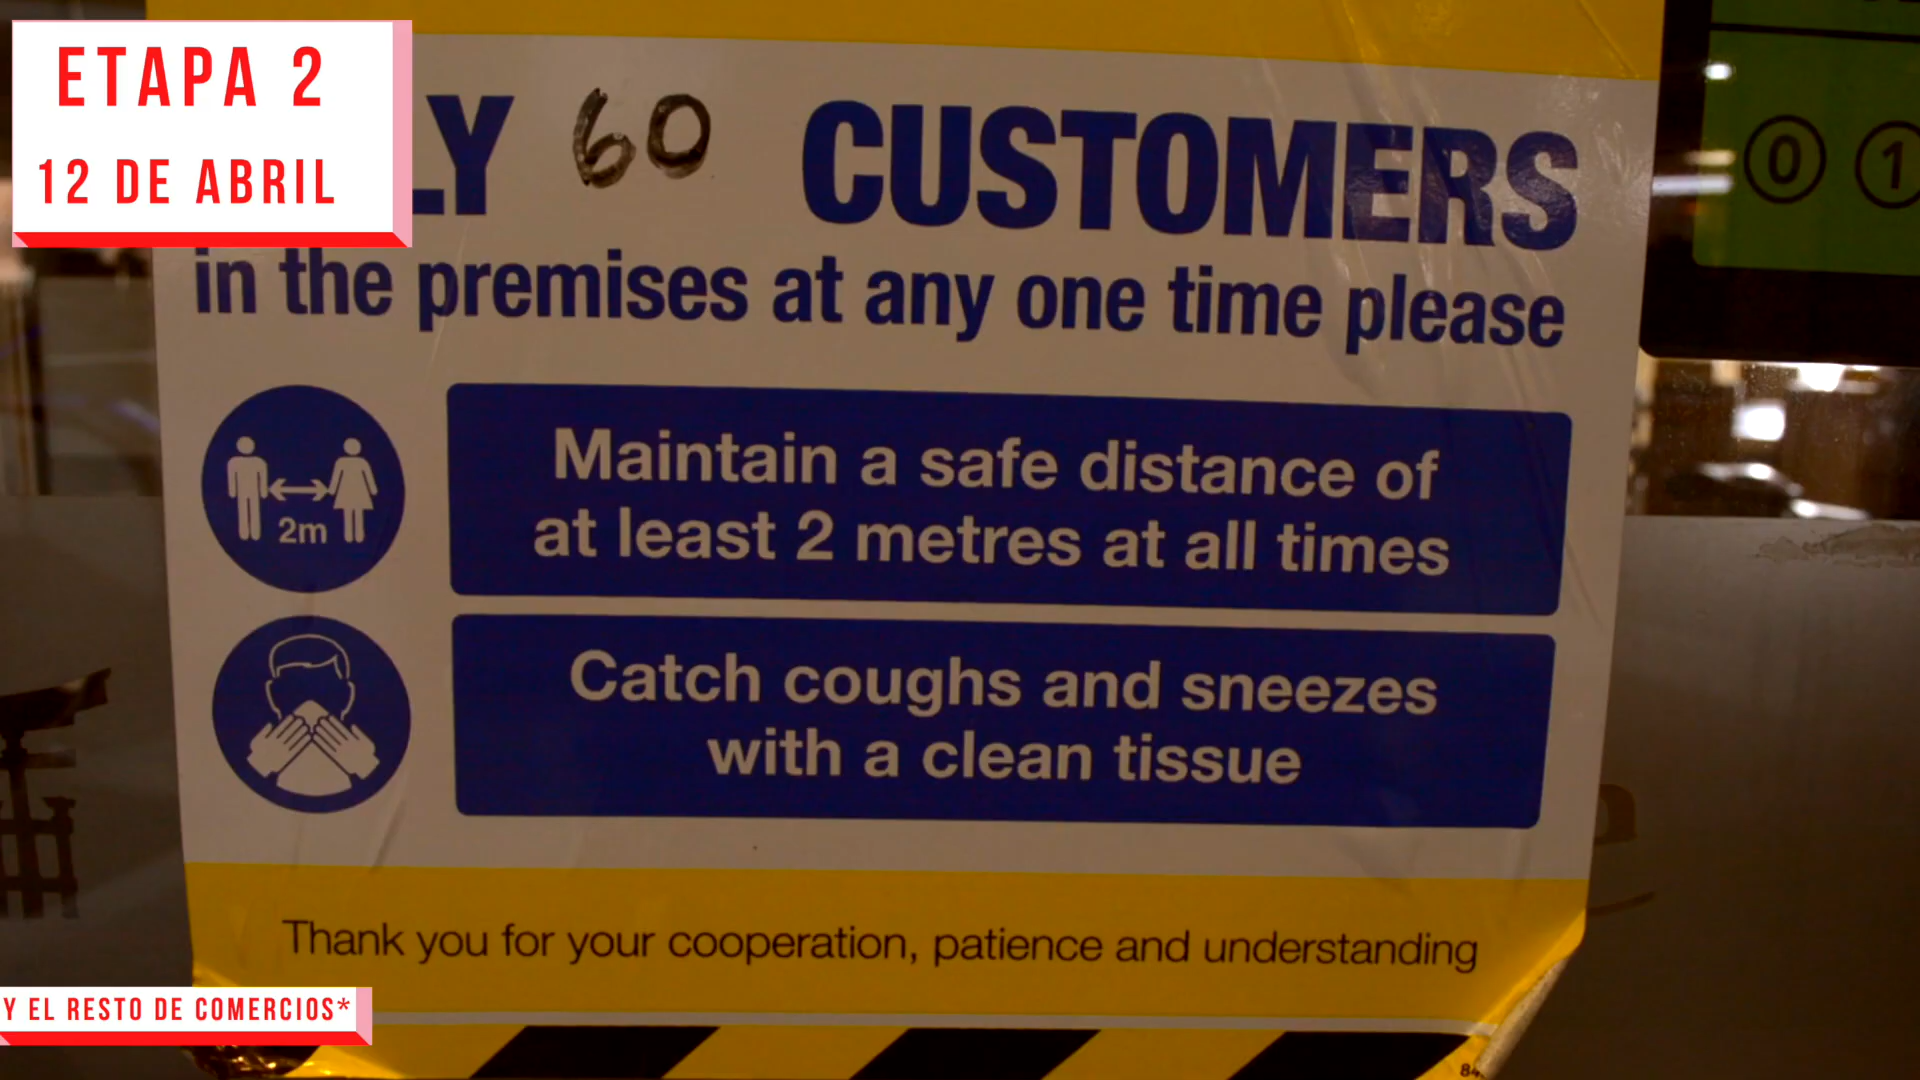 ETAPA 2
12 DE ABRIL
LY 60 CUSTOMERS
in the premises at any one time please
2m
Maintain a safe distance of
at least 2 metres at all times
Catch coughs and sneezes
with a clean tissue
Thank you for your cooperation, patience and understanding
Y EL RESTO DE COMERCIOS*
0 1